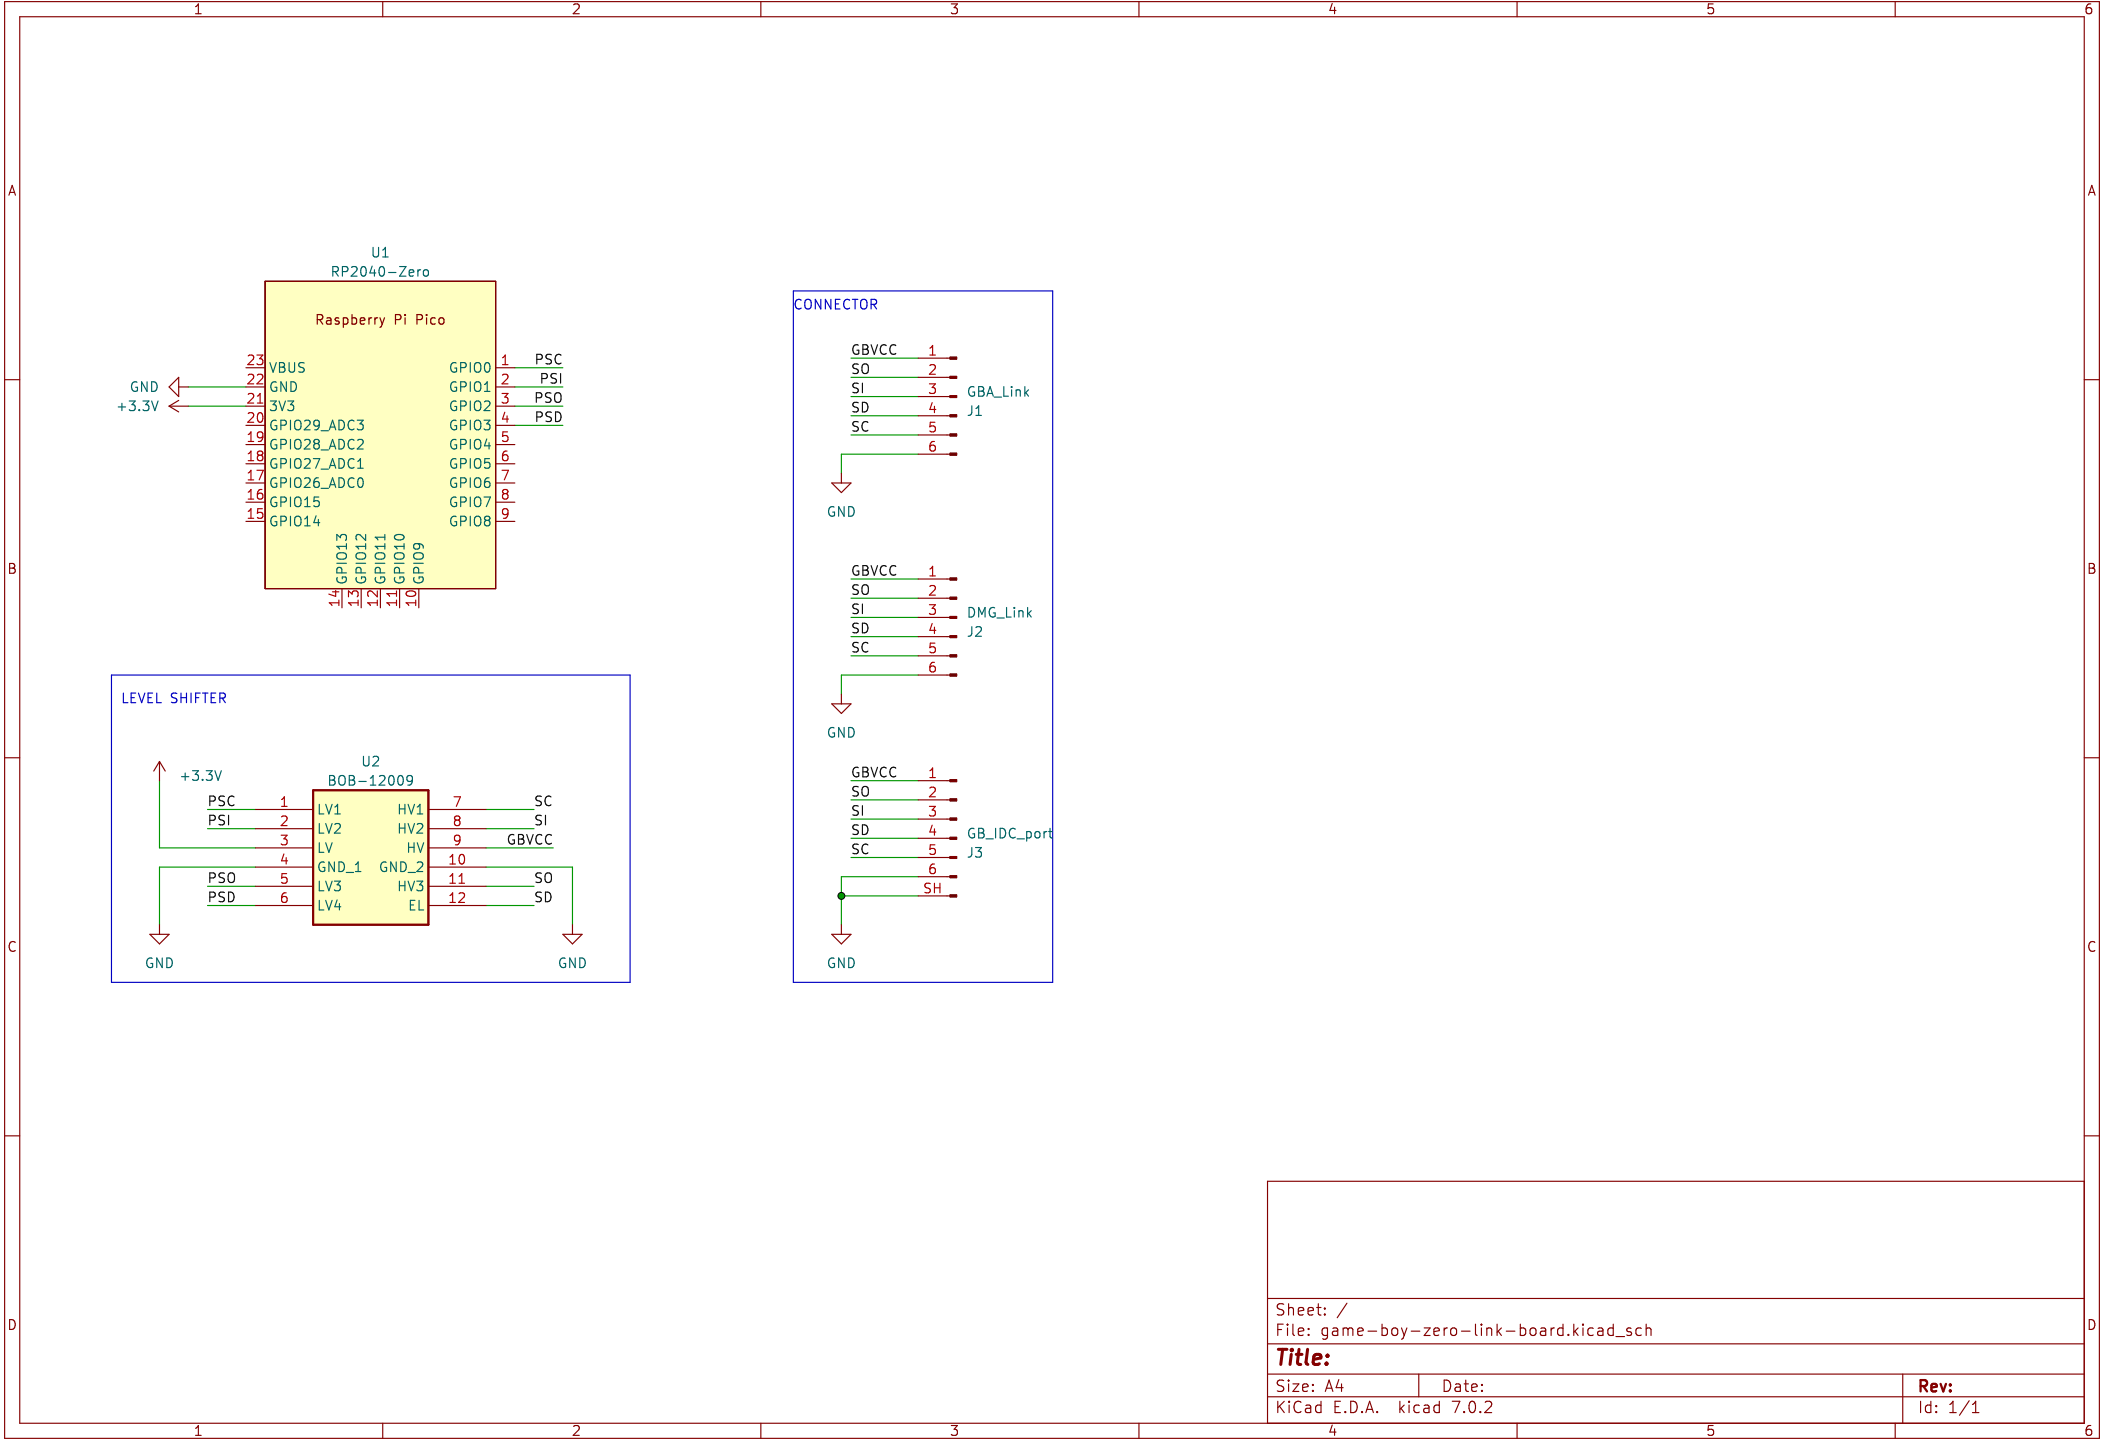 1 2 3 4 5 6
A A
B B
C C
D D
U1
RP2040-Zero
Raspberry Pi Pico
23 VBUS
22 GND
21 3V3
20 GPIO29_ADC3
19 GPIO28_ADC2
18 GPIO27_ADC1
17 GPIO26_ADC0
16 GPIO15
15 GPIO14
GND
+3.3V
GPIO0 1 PSC
GPIO1 2 PSI
GPIO2 3 PSO
GPIO3 4 PSD
GPIO4 5
GPIO5 6
GPIO6 7
GPIO7 8
GPIO8 9
GPIO13 14
GPIO12 13
GPIO11 12
GPIO10 11
GPIO9 10
LEVEL SHIFTER
+3.3V
U2
BOB-12009
PSC 1 LV1 HV1 7 SC
PSI 2 LV2 HV2 8 SI
3 LV HV 9 GBVCC
4 GND_1 GND_2 10
PSO 5 LV3 HV3 11 SO
PSD 6 LV4 EL 12 SD
GND GND
CONNECTOR
GBVCC 1
SO 2
SI 3
SD 4
SC 5
6
GBA_Link
J1
GND
GBVCC 1
SO 2
SI 3
SD 4
SC 5
6
DMG_Link
J2
GND
GBVCC 1
SO 2
SI 3
SD 4
SC 5
6
SH
GB_IDC_port
J3
GND
Sheet: /
File: game-boy-zero-link-board.kicad_sch
Title:
Size: A4 Date: Rev:
KiCad E.D.A. kicad 7.0.2 Id: 1/1
1 2 3 4 5 6